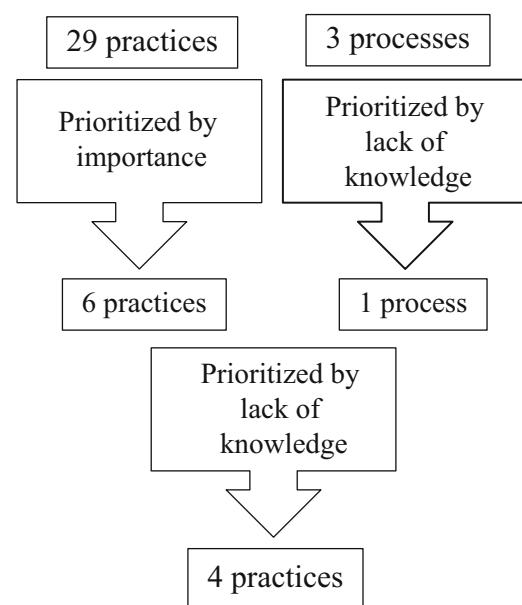 29 practices
3 processes
Prioritized by
importance
Prioritized by
lack of
knowledge
6 practices
1 process
Prioritized by
lack of
knowledge
4 practices